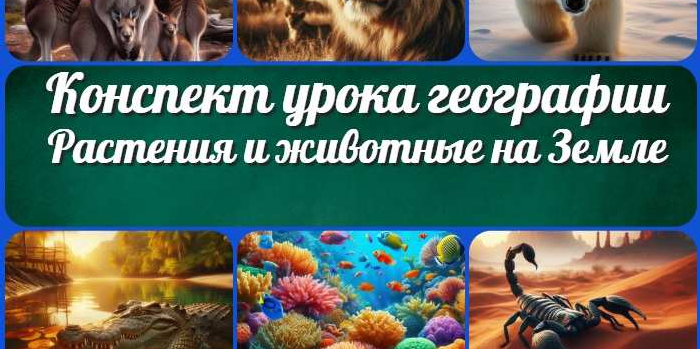 Конспект урока географии
Растения и животные на Земле